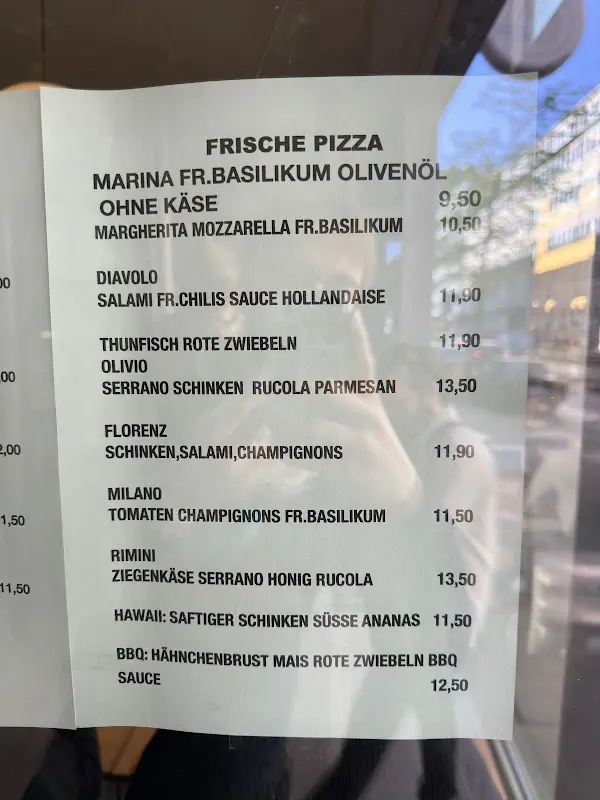 FRISCHE PIZZA
MARINA FR.BASILIKUM OLIVENÖL
OHNE KÄSE 9,50
MARGHERITA MOZZARELLA FR.BASILIKUM 10,50
DIAVOLO
SALAMI FR.CHILIS SAUCE HOLLANDAISE 11,90
THUNFISCH ROTE ZWIEBELN 11,90
OLIVIO
SERRANO SCHINKEN RUCOLA PARMESAN 13,50
FLORENZ
SCHINKEN,SALAMI,CHAMPIGNONS 11,90
MILANO
TOMATEN CHAMPIGNONS FR.BASILIKUM 11,50
RIMINI
ZIEGENKÄSE SERRANO HONIG RUCOLA 13,50
HAWAII: SAFTIGER SCHINKEN SÜSSE ANANAS 11,50
BBQ: HÄHNCHENBRUST MAIS ROTE ZWIEBELN BBQ
SAUCE 12,50
11,50